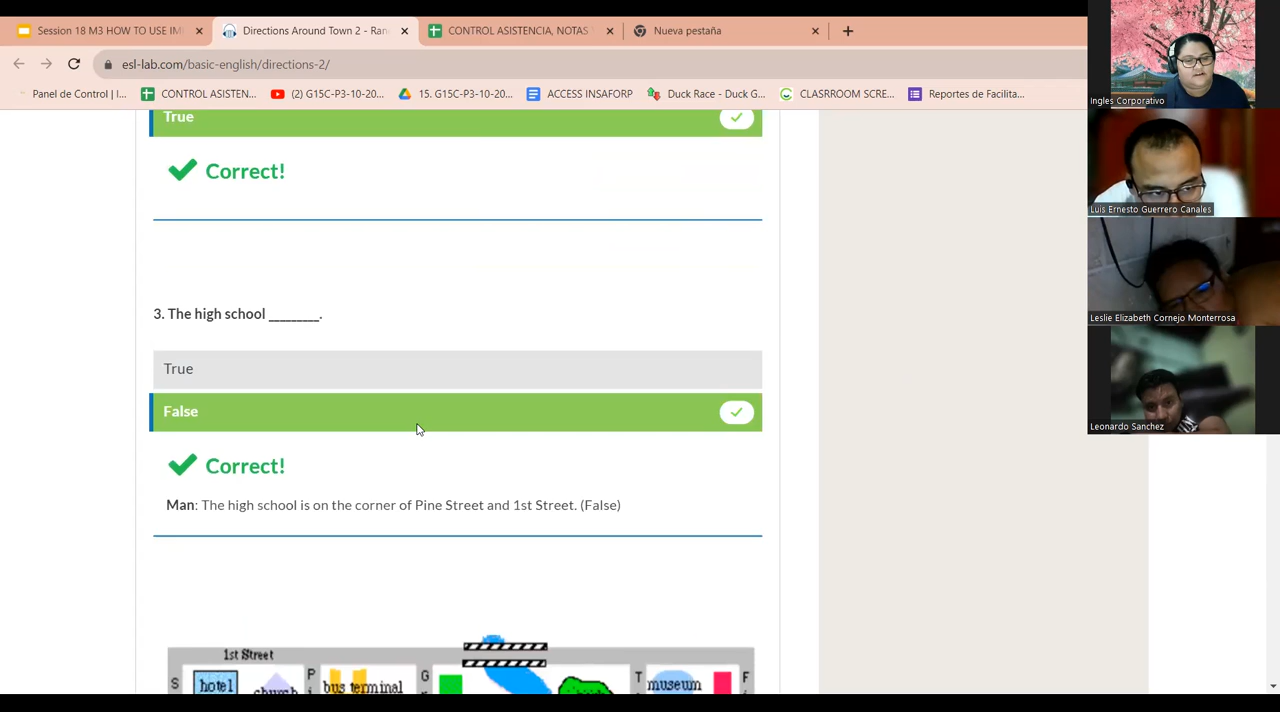 Session 18 M3 HOW TO USE IM
Directions Around Town 2 - Ran
CONTROL ASISTENCIA, NOTAS
Nueva pestaña
esl-lab.com/basic-english/directions-2/
Panel de Control | I...
CONTROL ASISTEN...
(2) G15C-P3-10-20...
15. G15C-P3-10-20...
ACCESS INSAFORP
Duck Race - Duck G...
CLASRROOM SCRE...
Reportes de Facilita...
Ingles Corporativo
Luis Ernesto Guerrero Canales
Leslie Elizabeth Cornejo Monterrosa
Leonardo Sanchez
True
Correct!
3. The high school _________.
True
False
Correct!
Man: The high school is on the corner of Pine Street and 1st Street. (False)
1st Street
S
hotel
church
P
i
bus terminal
G
T
museum
F
i